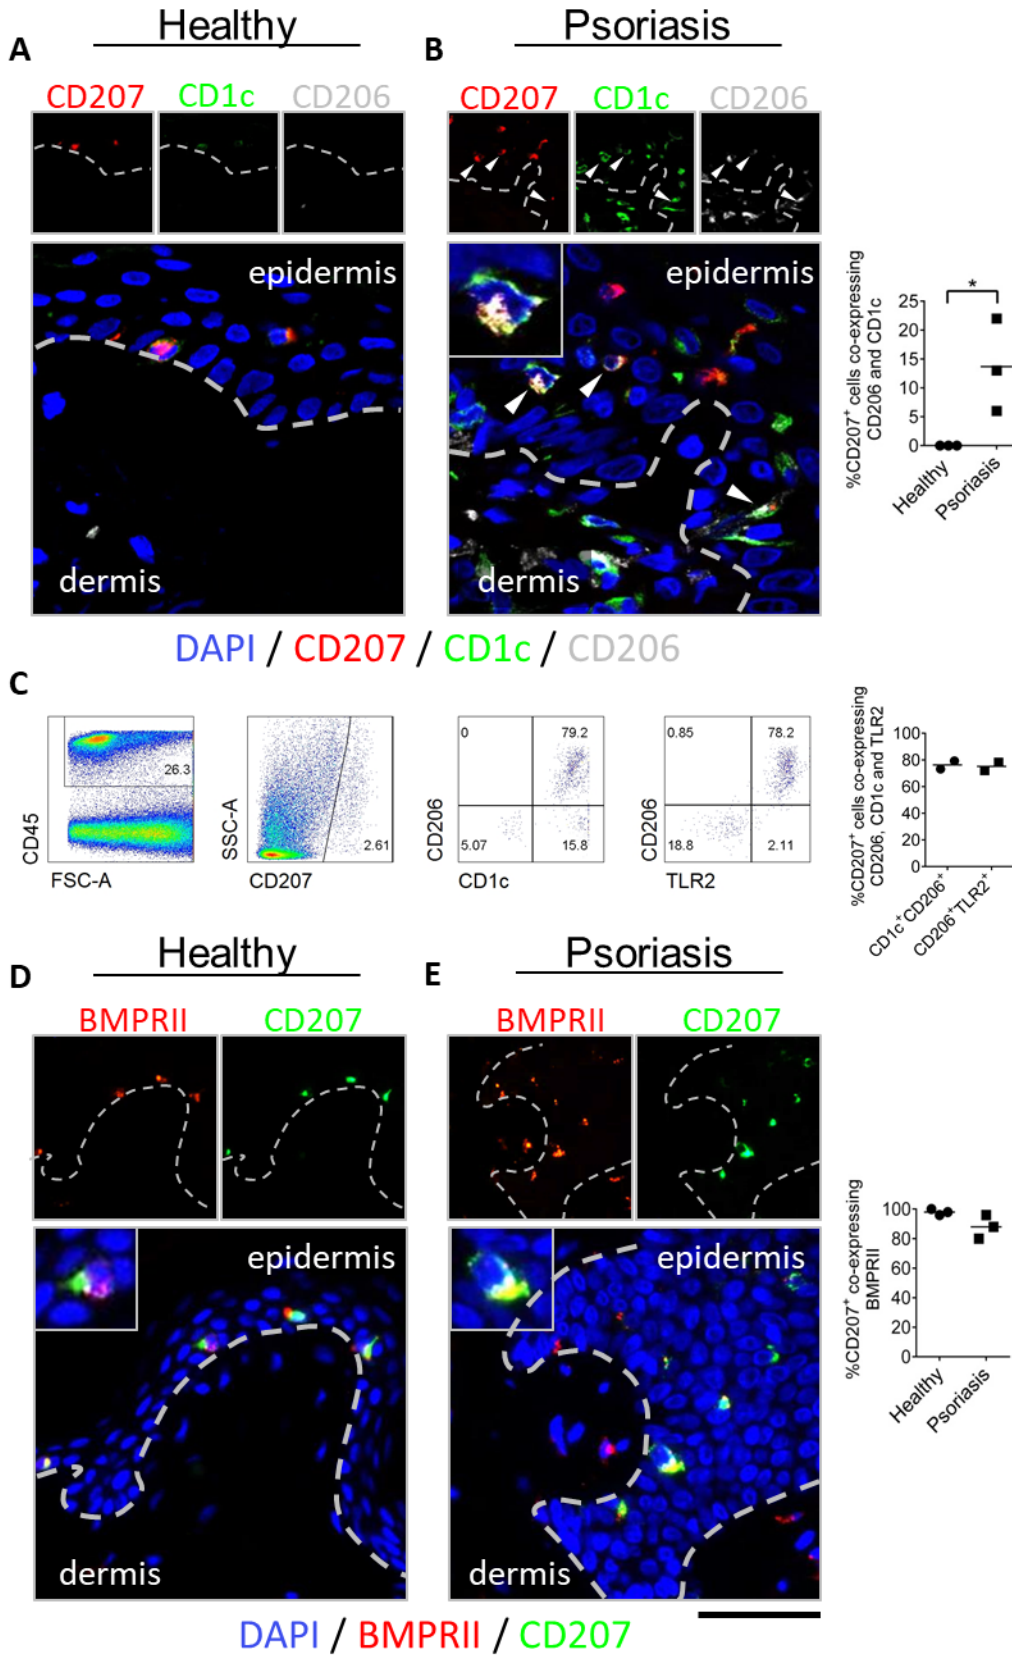 Healthy
Psoriasis
A
B
CD207 CD1c CD206
CD207 CD1c CD206
epidermis
dermis
epidermis
dermis
%CD207+ cells co-expressing
CD206 and CD1c
*
25
20
15
10
5
0
Healthy
Psoriasis
DAPI / CD207 / CD1c / CD206
C
CD45
26.3
FSC-A
SSC-A
2.61
CD207
CD206
0
79.2
5.07
15.8
CD1c
CD206
0.85
78.2
18.8
2.11
TLR2
%CD207+ cells co-expressing
CD206, CD1c and TLR2
100
80
60
40
20
0
CD1c+CD206+
CD206+TLR2+
Healthy
Psoriasis
D
E
BMPRII CD207
BMPRII CD207
epidermis
dermis
epidermis
dermis
%CD207+ co-expressing
BMPRII
100
80
60
40
20
0
Healthy
Psoriasis
DAPI / BMPRII / CD207